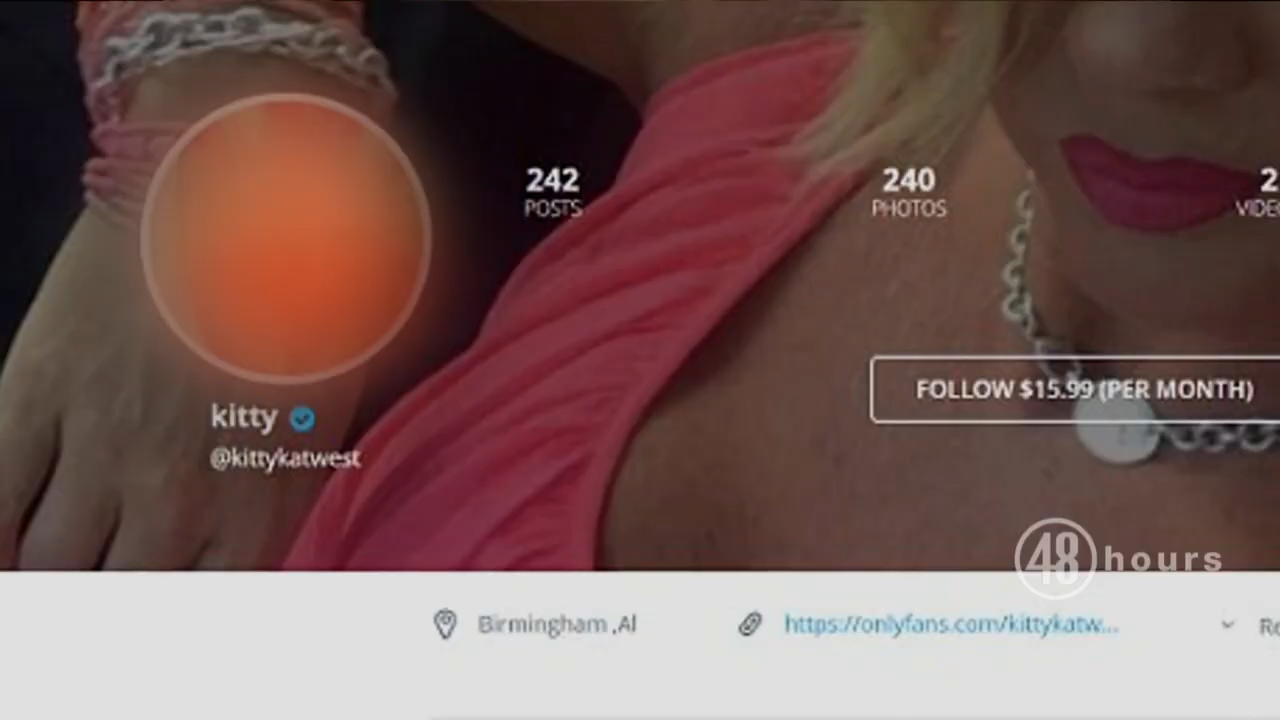 242
POSTS
240
PHOTOS
FOLLOW $15.99 (PER MONTH)
kitty
@kittykatwest
48 hours
Birmingham ,Al
https://onlyfans.com/kittykatw...